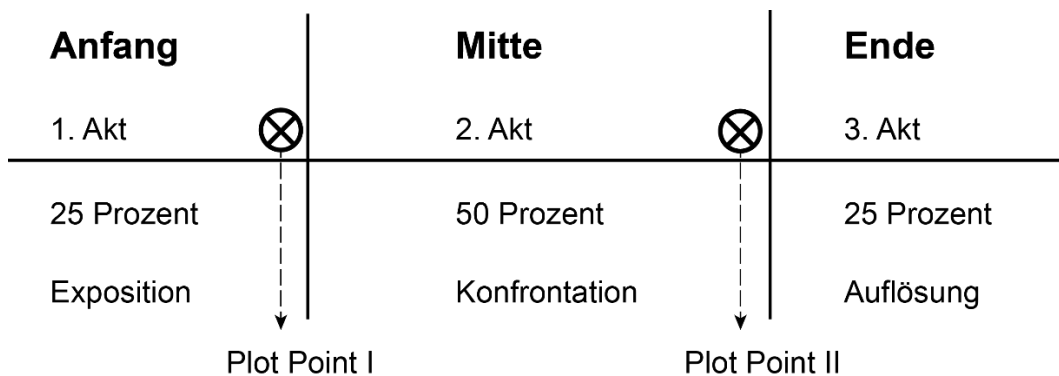 Anfang Mitte Ende
1. Akt 2. Akt 3. Akt
25 Prozent 50 Prozent 25 Prozent
Exposition Konfrontation Auflösung
Plot Point I Plot Point II